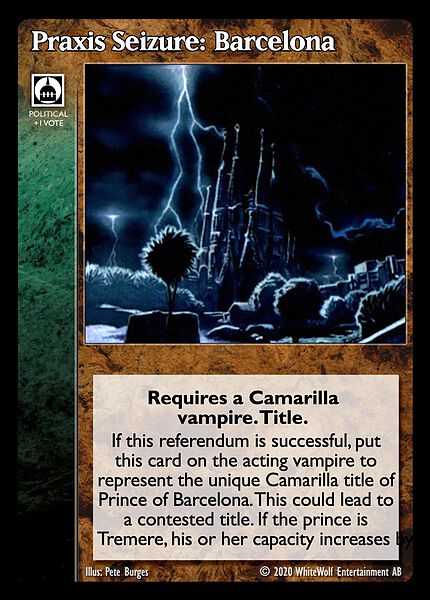 Praxis Seizure: Barcelona
POLITICAL
+1 VOTE
Requires a Camarilla
vampire.Title.
If this referendum is successful, put
this card on the acting vampire to
represent the unique Camarilla title of
Prince of Barcelona. This could lead to
a contested title. If the prince is
Tremere, his or her capacity increases by
Illus: Pete Burges
© 2020 WhiteWolf Entertainment AB